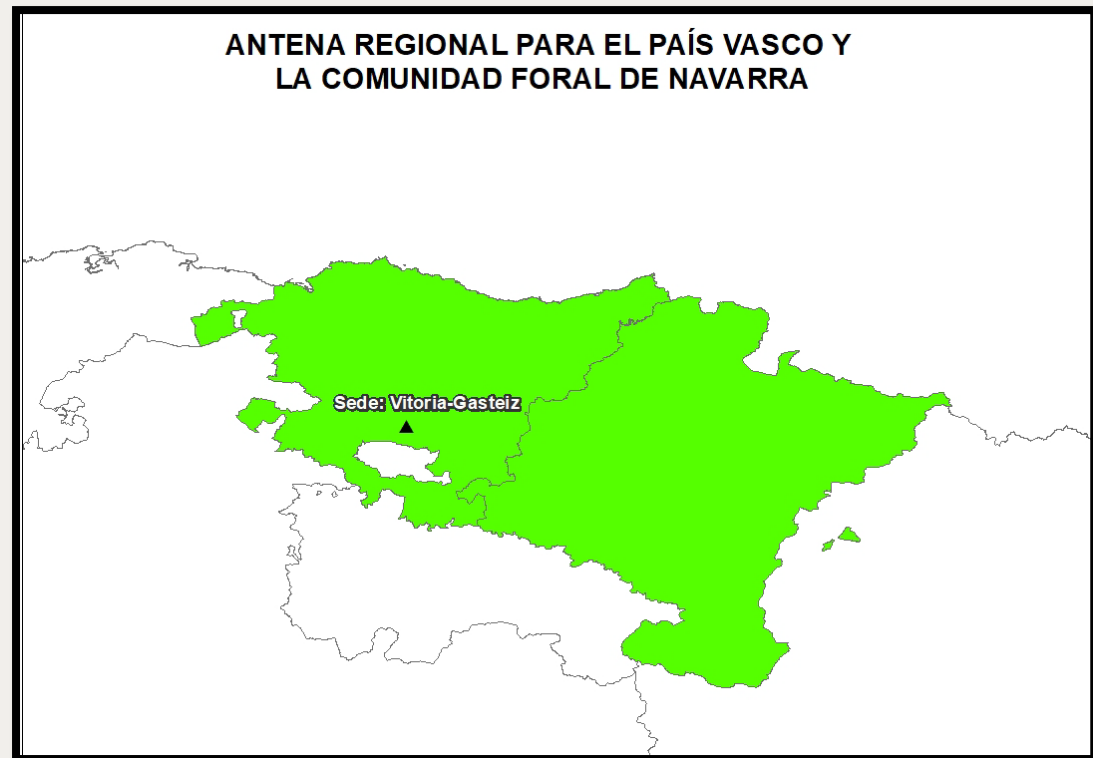 ANTENA REGIONAL PARA EL PAÍS VASCO Y
LA COMUNIDAD FORAL DE NAVARRA
Sede: Vitoria-Gasteiz